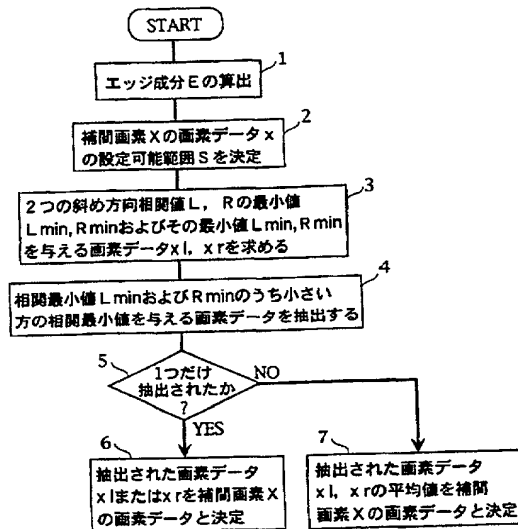 START
1
エッジ成分Eの算出
2
補間画素Xの画素データx
の設定可能範囲Sを決定
3
2つの斜め方向相関値L, Rの最小値
Lmin, Rminおよびその最小値Lmin, Rmin
を与える画素データxl, xrを求める
4
相関最小値LminおよびRminのうち小さい
方の相関最小値を与える画素データを抽出する
5
1つだけ
抽出されたか
?
NO
YES
6
抽出された画素データ
xlまたはxrを補間画素X
の画素データと決定
7
抽出された画素データ
xl, xrの平均値を補間
画素Xの画素データと決定